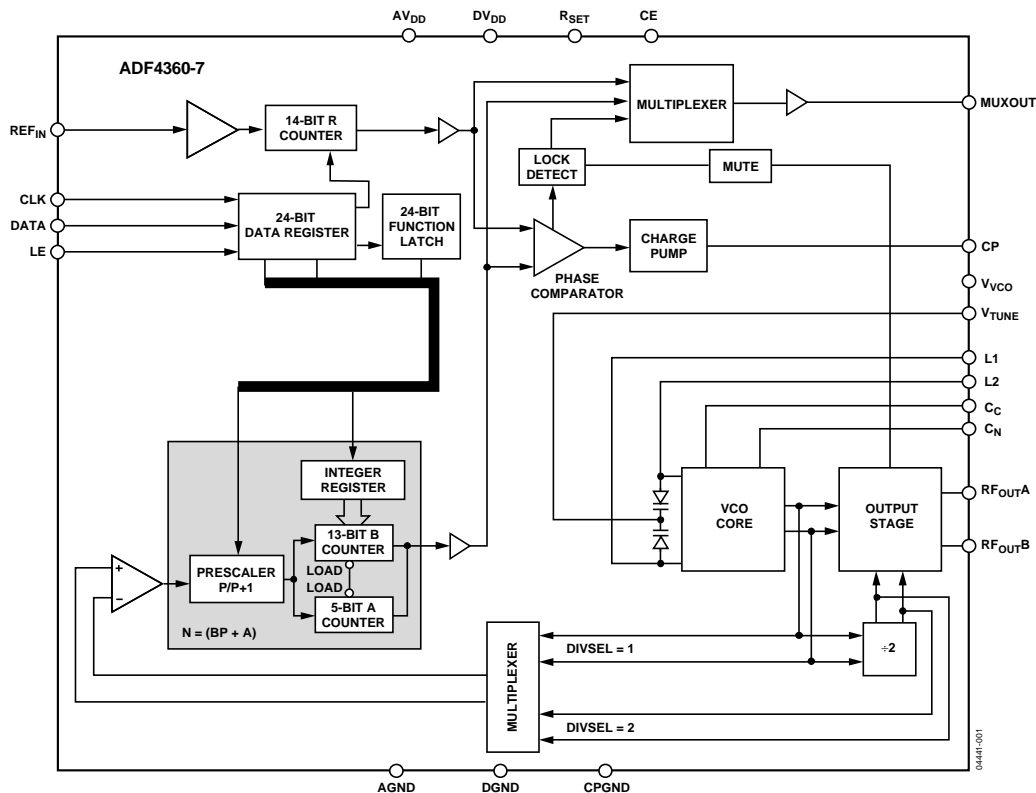 AVDD
DVDD
RSET
CE
ADF4360-7
MULTIPLEXER
MUXOUT
REFIN
14-BIT R
COUNTER
LOCK
DETECT
MUTE
CLK
DATA
LE
24-BIT
DATA REGISTER
24-BIT
FUNCTION
LATCH
CHARGE
PUMP
CP
PHASE
COMPARATOR
VVCO
VTUNE
L1
L2
CC
CN
INTEGER
REGISTER
VCO
CORE
OUTPUT
STAGE
RFOUTA
RFOUTB
13-BIT B
COUNTER
LOAD
LOAD
PRESCALER
P/P+1
+
−
5-BIT A
COUNTER
N = (BP + A)
MULTIPLEXER
DIVSEL = 1
÷2
DIVSEL = 2
04441-001
AGND
DGND
CPGND